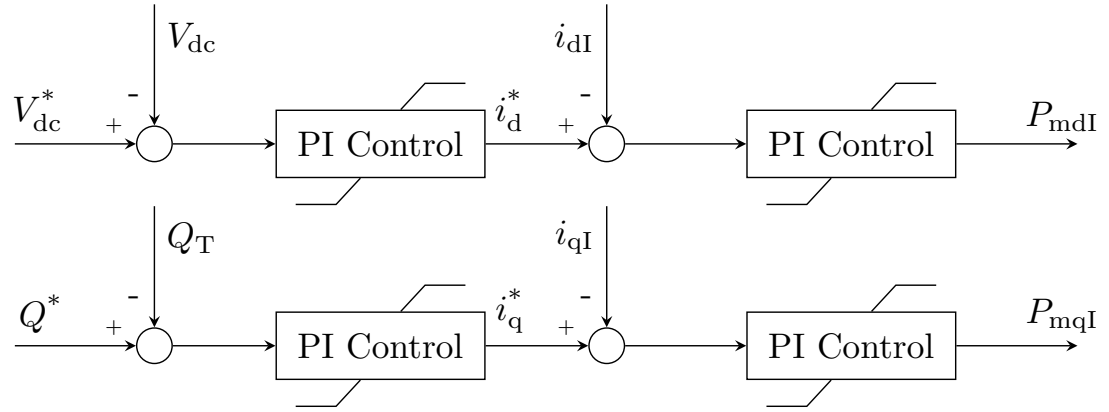 V_dc i_dI
- -
V*_dc + i*_d + P_mdI
PI Control PI Control
Q_T i_qI
- -
Q* + i*_q + P_mqI
PI Control PI Control